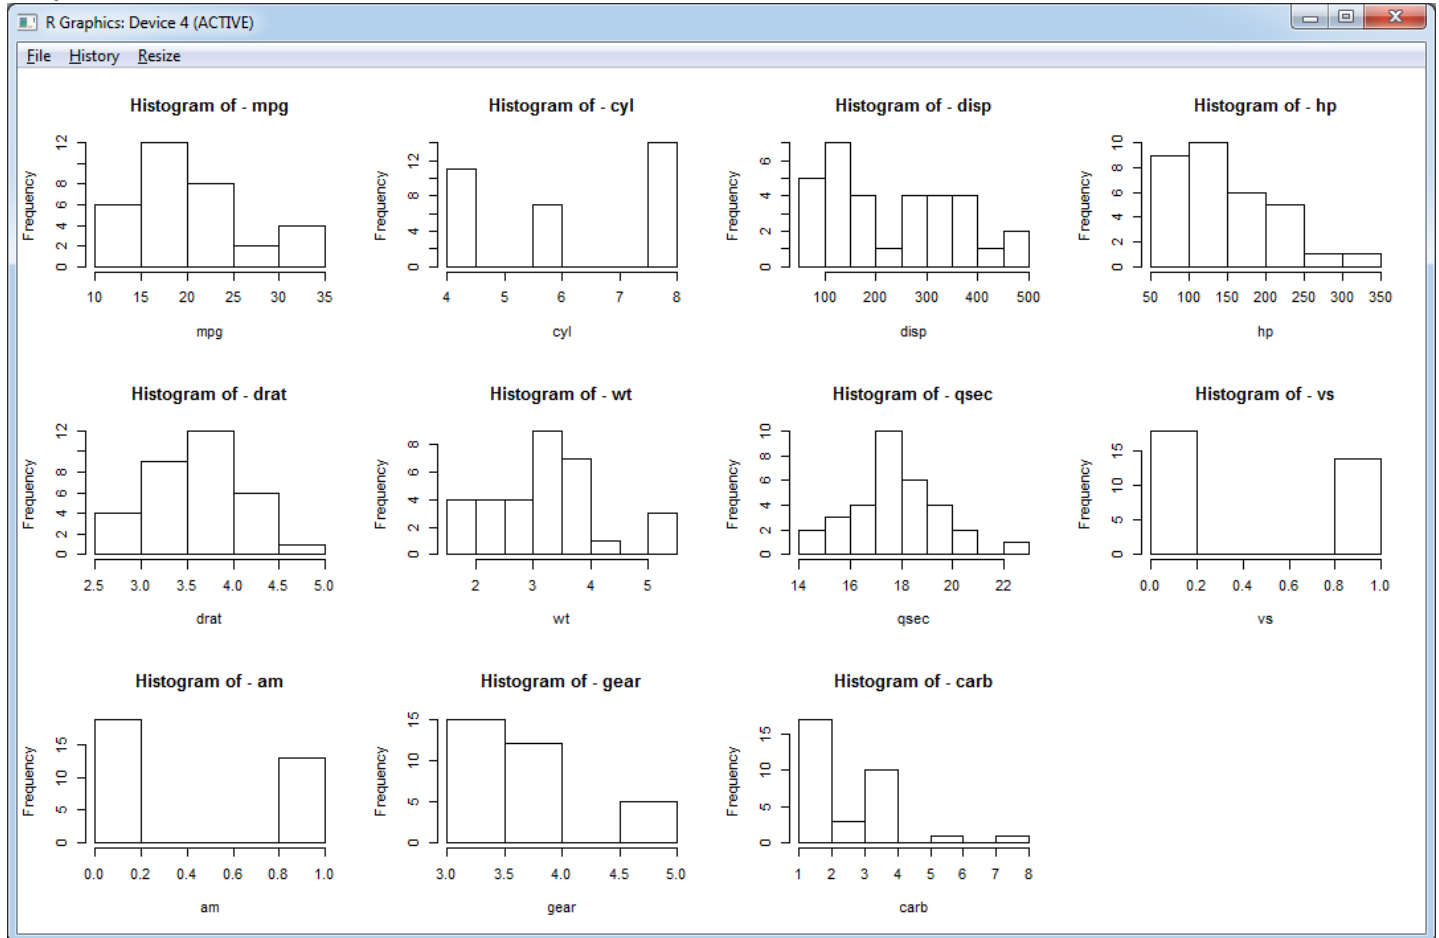 R Graphics: Device 4 (ACTIVE)
File History Resize
Histogram of - mpg
Frequency
0 2 4 6 8 12
10 15 20 25 30 35
mpg
Histogram of - cyl
Frequency
0 4 8 12
4 5 6 7 8
cyl
Histogram of - disp
Frequency
0 2 4 6
100 200 300 400 500
disp
Histogram of - hp
Frequency
0 2 4 6 8 10
50 100 150 200 250 300 350
hp
Histogram of - drat
Frequency
0 2 4 6 8 12
2.5 3.0 3.5 4.0 4.5 5.0
drat
Histogram of - wt
Frequency
0 2 4 6 8
2 3 4 5
wt
Histogram of - qsec
Frequency
0 2 4 6 8 10
14 16 18 20 22
qsec
Histogram of - vs
Frequency
0 5 10 15
0.0 0.2 0.4 0.6 0.8 1.0
vs
Histogram of - am
Frequency
0 5 10 15
0.0 0.2 0.4 0.6 0.8 1.0
am
Histogram of - gear
Frequency
0 5 10 15
3.0 3.5 4.0 4.5 5.0
gear
Histogram of - carb
Frequency
0 5 10 15
1 2 3 4 5 6 7 8
carb